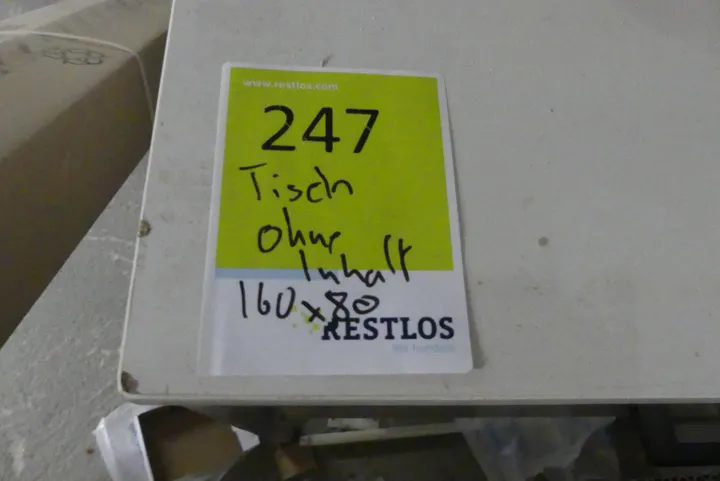 www.restlos.com
247
Tisch
ohne
Inhalt
160x80
RESTLOS